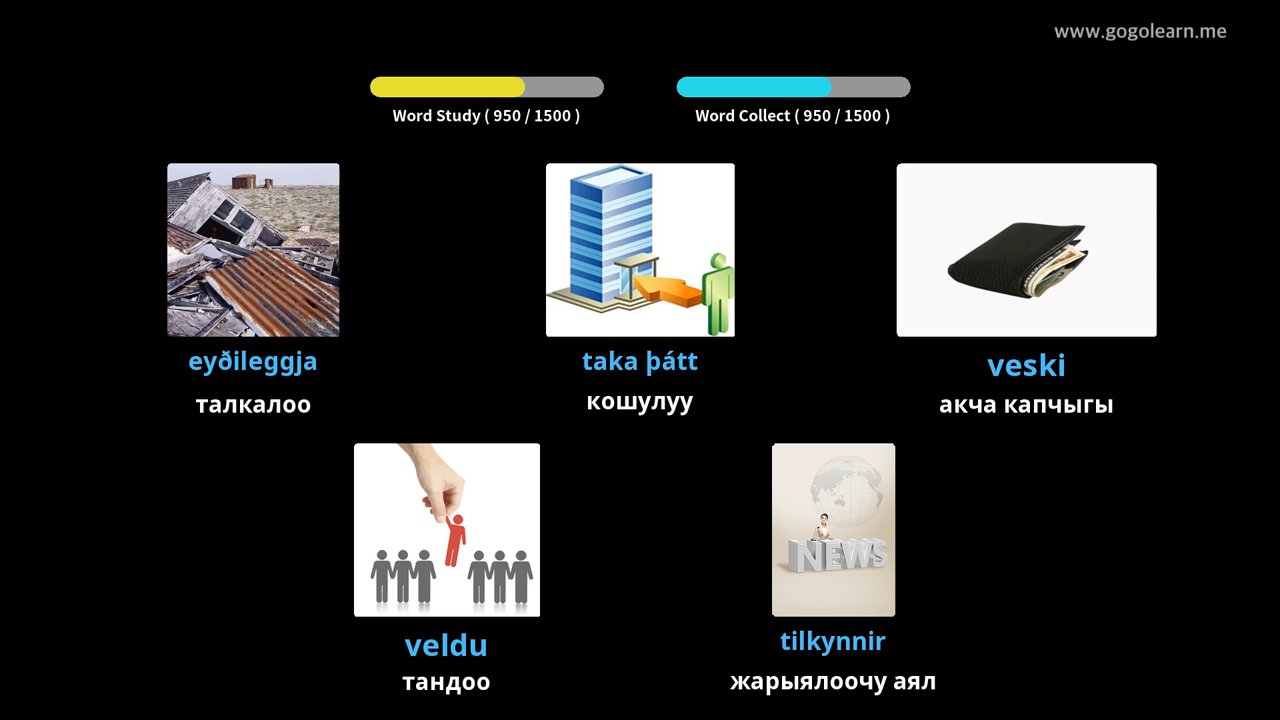 www.gogolearn.me
Word Study ( 950 / 1500 )
Word Collect ( 950 / 1500 )
eyðileggja
талкалоо
taka þátt
кошулуу
veski
акча капчыгы
NEWS
veldu
тандоо
tilkynnir
жарыялоочу аял